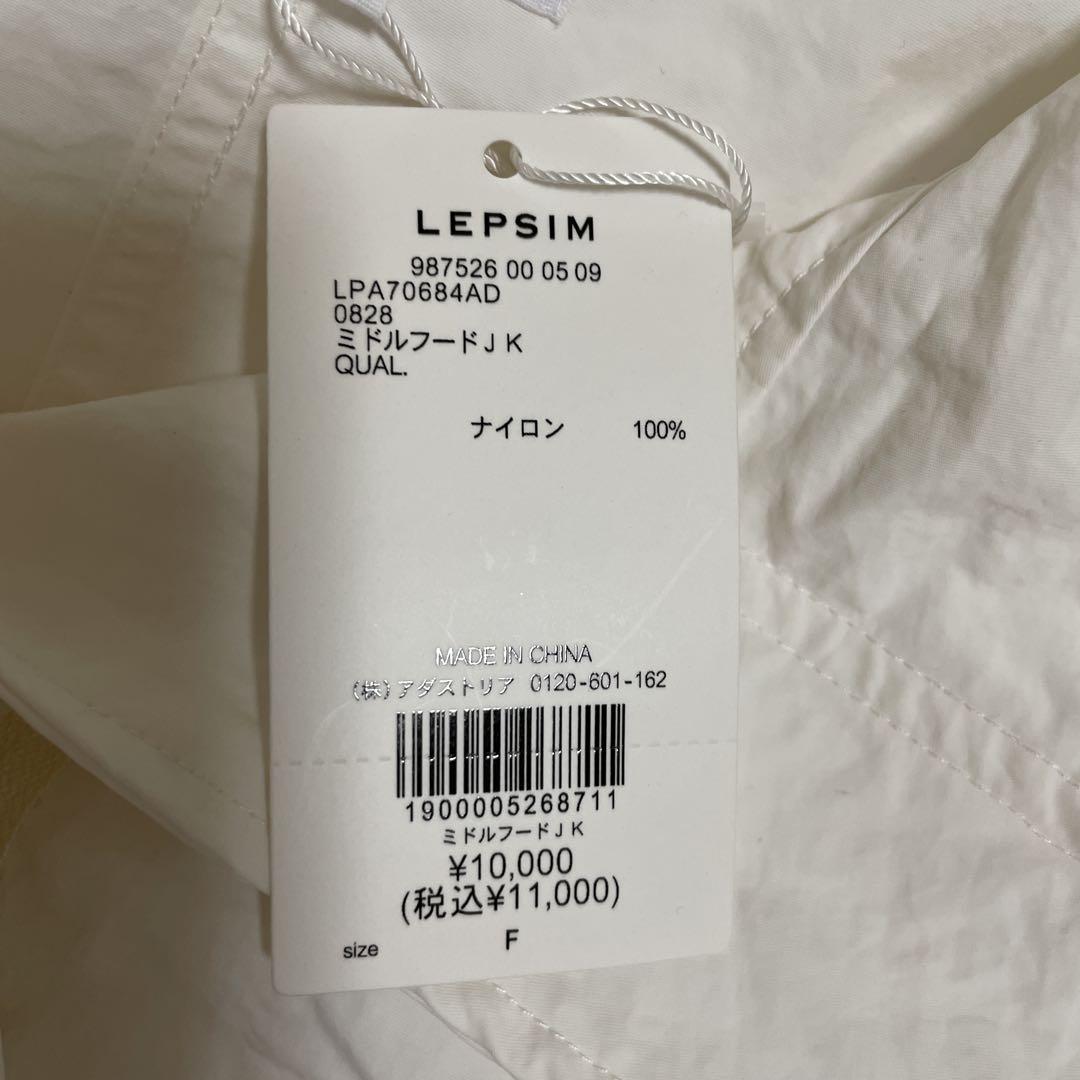 LEPSIM
987526 00 05 09
LPA70684AD
0828
ミドルフードJK
QUAL.
ナイロン 100%
MADE IN CHINA
(株)アダストリア 0120-601-162
1900005268711
ミドルフードJK
¥10,000
(税込¥11,000)
size F